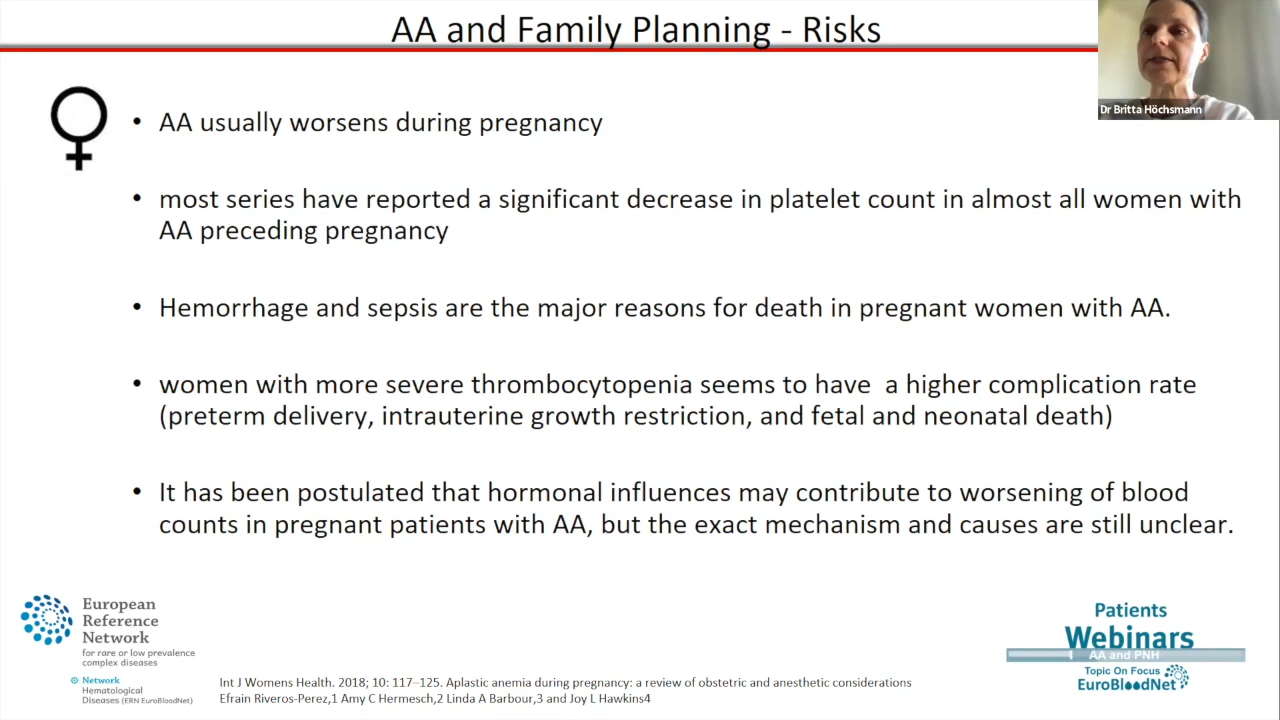 AA and Family Planning - Risks
Dr Britta Höchsmann
• AA usually worsens during pregnancy
• most series have reported a significant decrease in platelet count in almost all women with
AA preceding pregnancy
• Hemorrhage and sepsis are the major reasons for death in pregnant women with AA.
• women with more severe thrombocytopenia seems to have a higher complication rate
(preterm delivery, intrauterine growth restriction, and fetal and neonatal death)
• It has been postulated that hormonal influences may contribute to worsening of blood
counts in pregnant patients with AA, but the exact mechanism and causes are still unclear.
European
Reference
Network
for rare or low prevalence
complex diseases
Network
Hematological
Diseases (ERN EuroBloodNet)
Int J Womens Health. 2018; 10: 117–125.Aplastic anemia during pregnancy: a review of obstetric and anesthetic considerations
Efrain Riveros-Perez,1 Amy C Hermesch,2 Linda A Barbour,3 and Joy L Hawkins4
Patients
Webinars
AA and PNH
Topic On Focus
EuroBloodNet